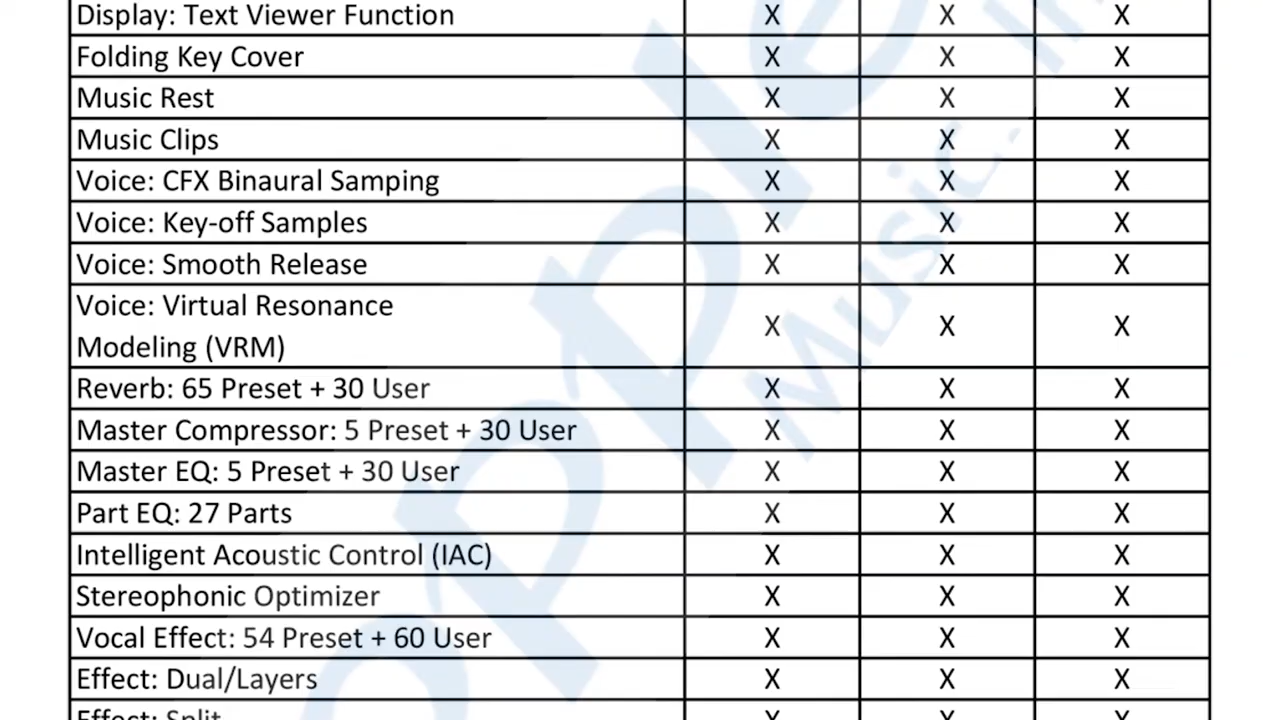 Display: Text Viewer Function X X X
Folding Key Cover X X X
Music Rest X X X
Music Clips X X X
Voice: CFX Binaural Samping X X X
Voice: Key-off Samples X X X
Voice: Smooth Release X X X
Voice: Virtual Resonance
Modeling (VRM) X X X
Reverb: 65 Preset + 30 User X X X
Master Compressor: 5 Preset + 30 User X X X
Master EQ: 5 Preset + 30 User X X X
Part EQ: 27 Parts X X X
Intelligent Acoustic Control (IAC) X X X
Stereophonic Optimizer X X X
Vocal Effect: 54 Preset + 60 User X X X
Effect: Dual/Layers X X X
Effect: Split X X X
Music